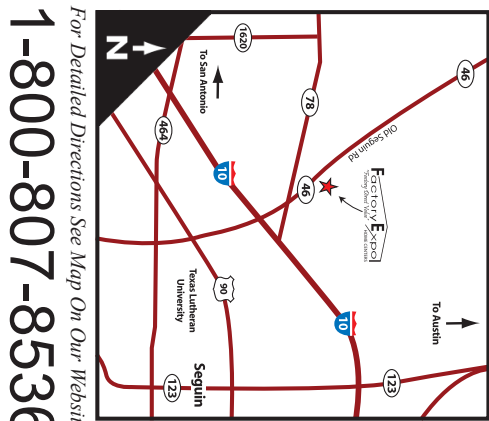 46
To Austin
Factory Expo!
Old Seguin Rd
78
1620
46
123
10
To San Antonio
N
10
464
90
Texas Lutheran
University
Seguin
123
For Detailed Directions See Map On Our Websi
1-800-807-8536